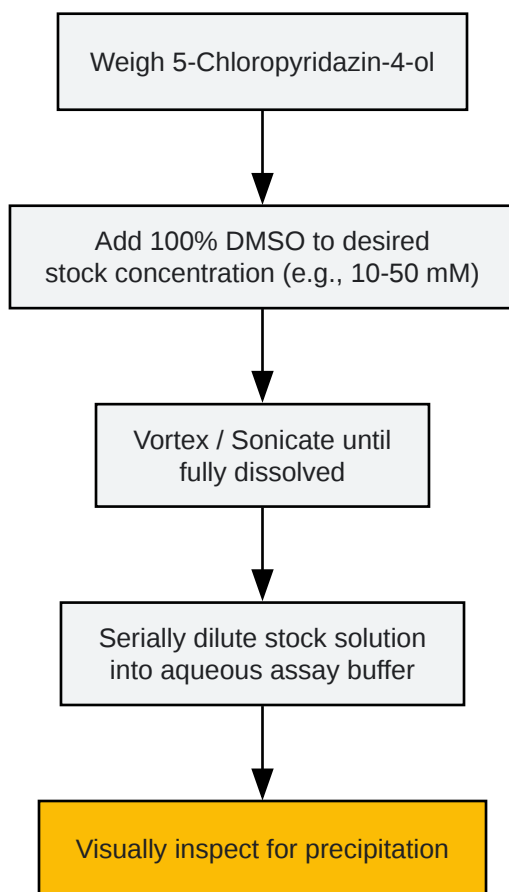 Weigh 5-Chloropyridazin-4-ol
Add 100% DMSO to desired
stock concentration (e.g., 10-50 mM)
Vortex / Sonicate until
fully dissolved
Serially dilute stock solution
into aqueous assay buffer
Visually inspect for precipitation